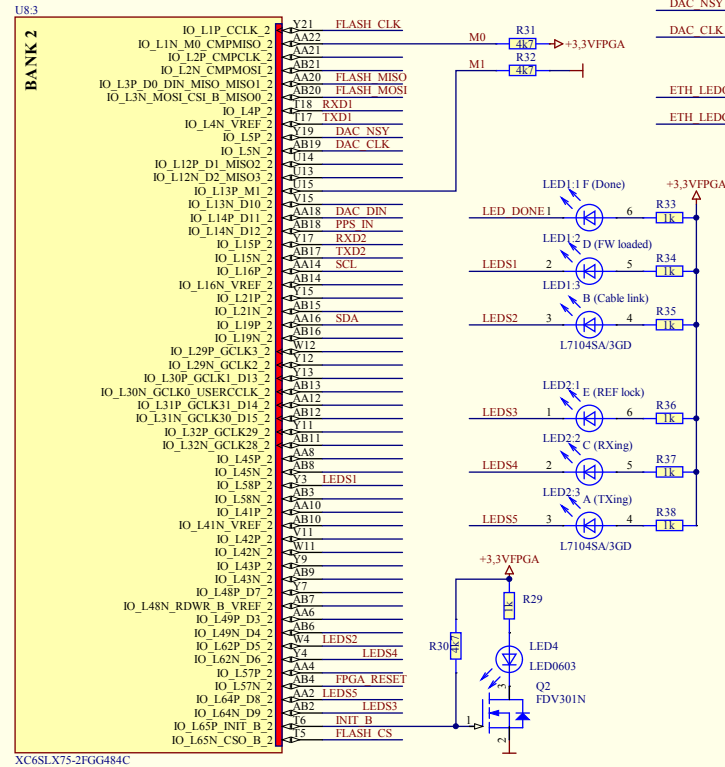 U8:3
BANK 2
IO_L1P_CCLK_2 Y21 FLASH_CLK
IO_L1N_M0_CMPMISO_2 AA22 M0
IO_L2P_CMPCLK_2 AA21
IO_L2N_CMPMOSI_2 AB21 M1
IO_L3P_D0_DIN_MISO_MISO1_2 AA20 FLASH_MISO
IO_L3N_MOSI_CSI_B_MISO0_2 AB20 FLASH_MOSI
IO_L4P_2 T18 RXD1
IO_L4N_VREF_2 T17 TXD1
IO_L5P_2 Y19 DAC_NSY
IO_L5N_2 AB19 DAC_CLK
IO_L12P_D1_MISO2_2 U14
IO_L12N_D2_MISO3_2 U13
IO_L13P_M1_2 U15
IO_L13N_D10_2 V15
IO_L14P_D11_2 AA18 DAC_DIN
IO_L14N_D12_2 AB18 PPS_IN
IO_L15P_2 Y17 RXD2
IO_L15N_2 AB17 TXD2
IO_L16P_2 AA14 SCL
IO_L16N_VREF_2 AB14
IO_L21P_2 Y15
IO_L21N_2 AB15
IO_L19P_2 AA16 SDA
IO_L19N_2 AB16
IO_L29P_GCLK3_2 W12
IO_L29N_GCLK2_2 Y12
IO_L30P_GCLK1_D13_2 Y13
IO_L30N_GCLK0_USERCCLK_2 AB13
IO_L31P_GCLK31_D14_2 AA12
IO_L31N_GCLK30_D15_2 AB12
IO_L32P_GCLK29_2 Y11
IO_L32N_GCLK28_2 AB11
IO_L45P_2 AA8
IO_L45N_2 AB8
IO_L58P_2 Y3 LEDS1
IO_L58N_2 AB3
IO_L41P_2 AA10
IO_L41N_VREF_2 AB10
IO_L42P_2 V11
IO_L42N_2 W11
IO_L43P_2 Y9
IO_L43N_2 AB9
IO_L48P_D7_2 Y7
IO_L48N_RDWR_B_VREF_2 AB7
IO_L49P_D3_2 AA6
IO_L49N_D4_2 AB6
IO_L62P_D5_2 W4 LEDS2
IO_L62N_D6_2 Y4 LEDS4
IO_L57P_2 AA4
IO_L57N_2 AB4 FPGA_RESET
IO_L64P_D8_2 AA2 LEDS5
IO_L64N_D9_2 AB2 LEDS3
IO_L65P_INIT_B_2 T6 INIT_B
IO_L65N_CSO_B_2 T5 FLASH_CS
XC6SLX75-2FGG484C
R31
4k7 +3,3VFPGA
R32
4k7
DAC_NSY
DAC_CLK
ETH_LED
ETH_LED
+3,3VFPGA
LED1:1 F (Done)
LED_DONE 1 6 R33 1k
LED1:2 D (FW loaded)
LEDS1 2 5 R34 1k
LED1:3 B (Cable link)
LEDS2 3 4 R35 1k
L7104SA/3GD
LED2:1 E (REF lock)
LEDS3 1 6 R36 1k
LED2:2 C (RXing)
LEDS4 2 5 R37 1k
LED2:3 A (TXing)
LEDS5 3 4 R38 1k
L7104SA/3GD
+3,3VFPGA
R29
1k
R30
4k7
LED4
LED0603
Q2
FDV301N
3
1
2